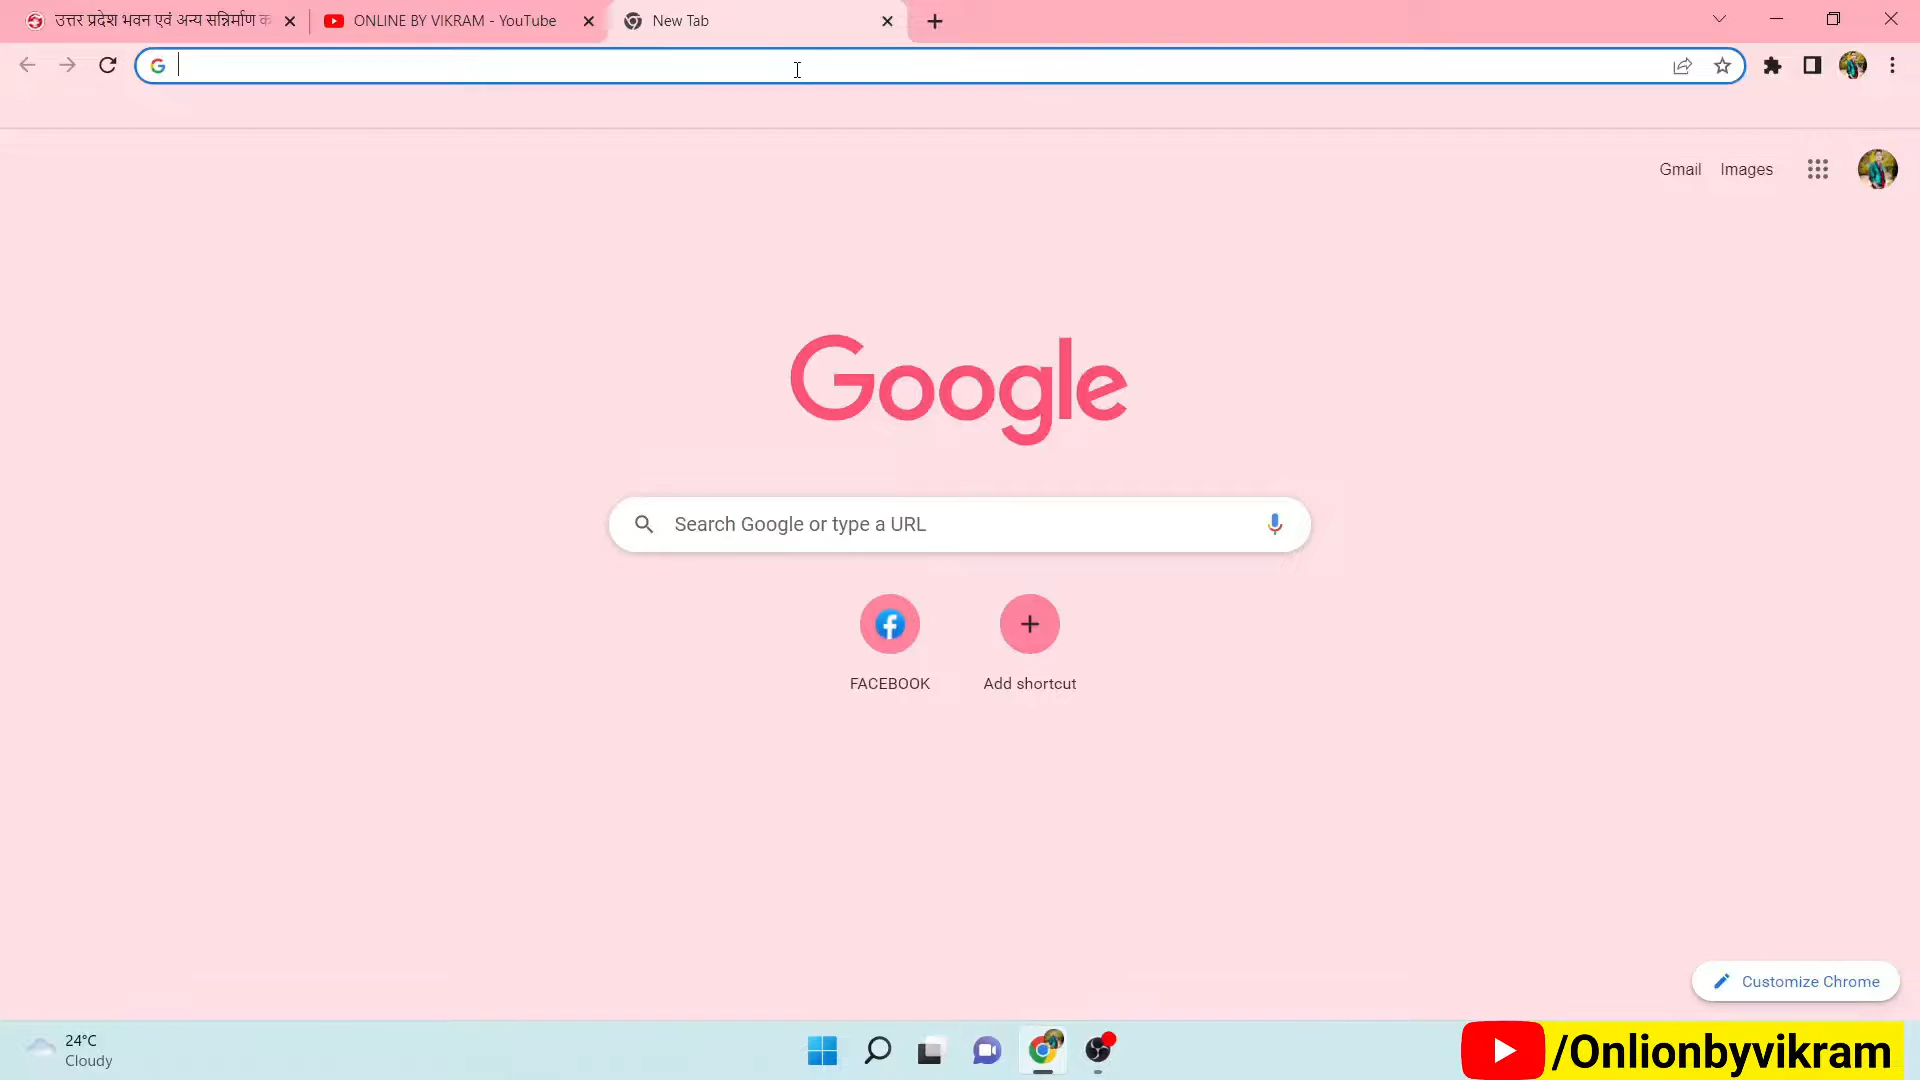 उत्तर प्रदेश भवन एवं अन्य सन्निर्माण
ONLINE BY VIKRAM - YouTube
New Tab
Gmail
Images
Google
Search Google or type a URL
FACEBOOK
Add shortcut
Customize Chrome
24°C
Cloudy
/Onlionbyvikram